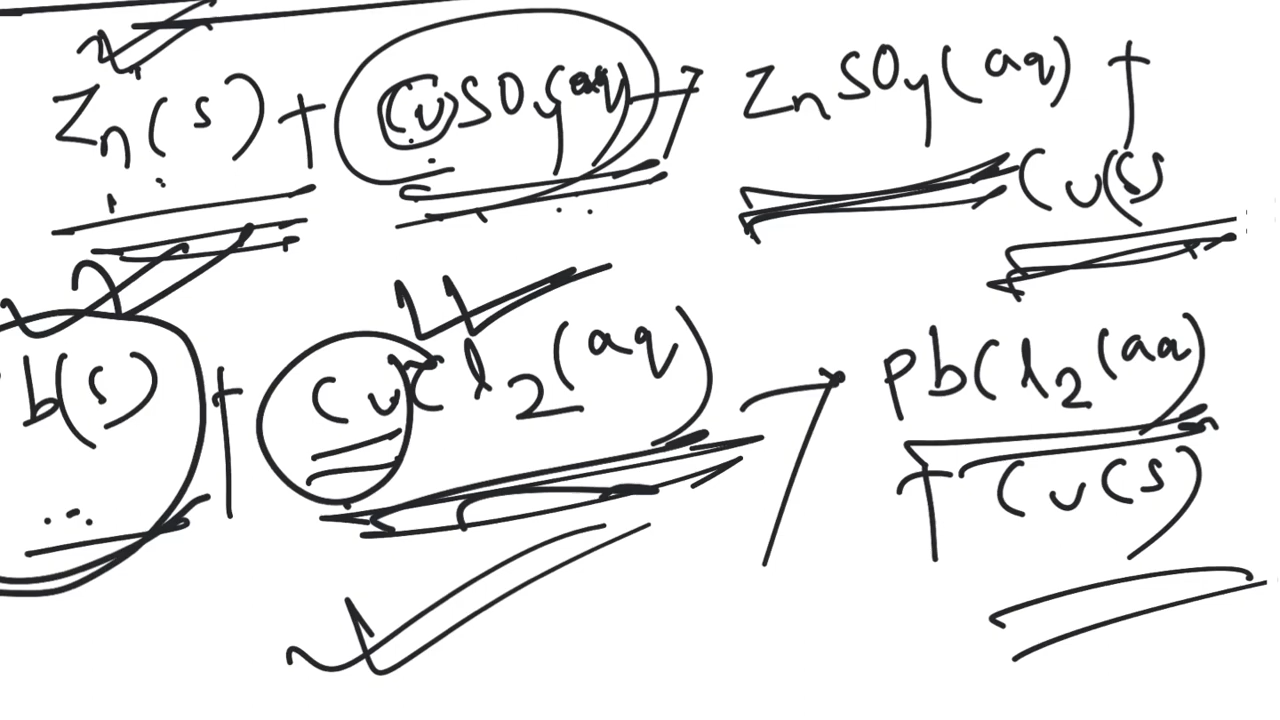 Zn(s) + CuSO4(aq) → ZnSO4(aq) +
Cu(s)
b(s) + CuCl2(aq) → pbCl2(aq)
+ Cu(s)